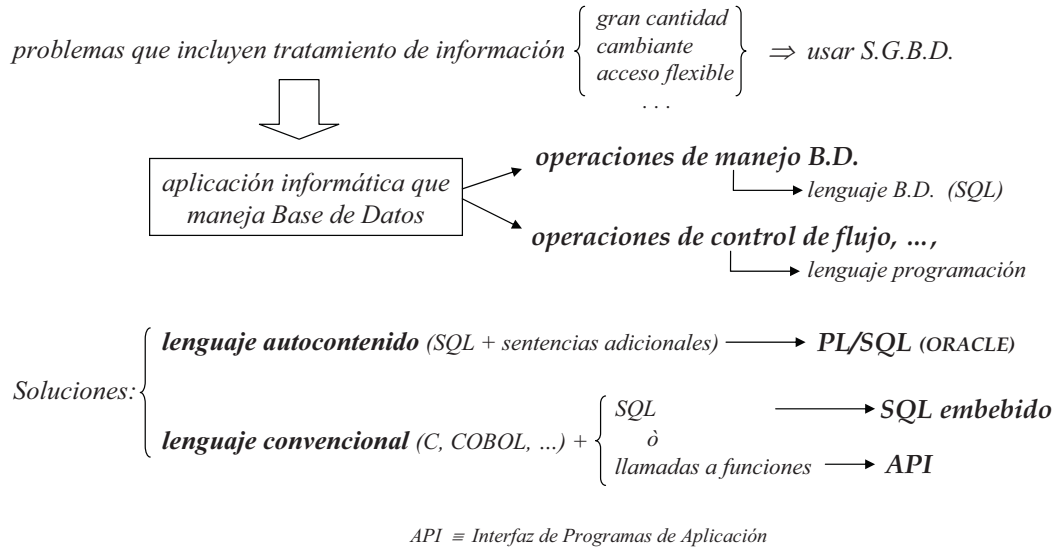 gran cantidad
problemas que incluyen tratamiento de información cambiante ⇒ usar S.G.B.D.
acceso flexible
. . .
operaciones de manejo B.D.
aplicación informática que
lenguaje B.D. (SQL)
maneja Base de Datos
operaciones de control de flujo, ...,
lenguaje programación
lenguaje autocontenido (SQL + sentencias adicionales) PL/SQL (ORACLE)
Soluciones:
SQL SQL embebido
lenguaje convencional (C, COBOL, ...) + ò
llamadas a funciones API
API ≡ Interfaz de Programas de Aplicación